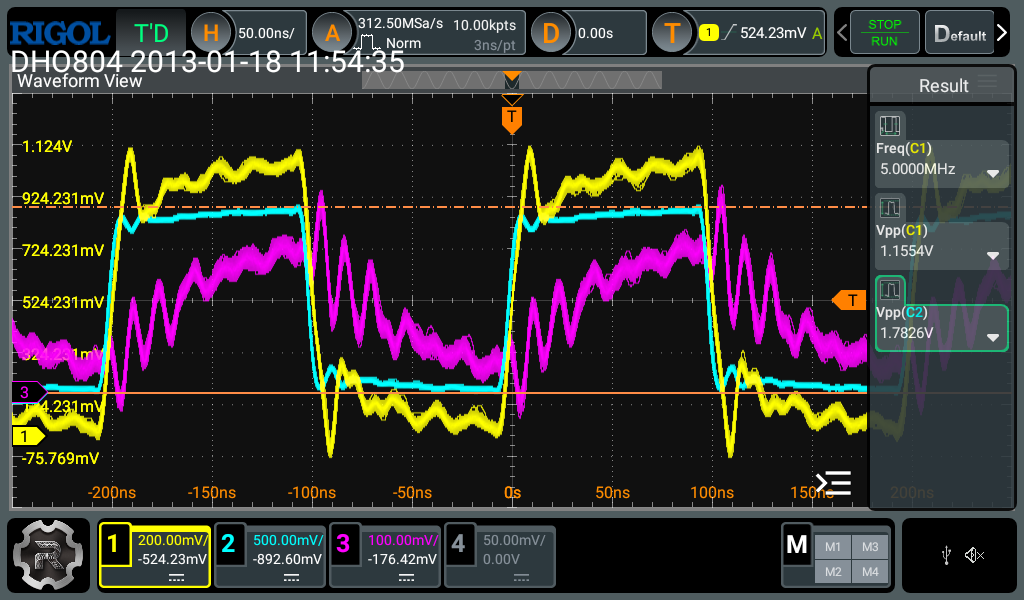 RIGOL T'D H 50.00ns/ A 312.50MSa/s 10.00kpts Norm 3ns/pt D 0.00s T 1 524.23mV A STOP RUN Default
DHO804 2013-01-18 11:54:35
Waveform View
Result
T
1.124V
924.231mV
724.231mV
524.231mV
324.231mV
-75.769mV
T
3
1
-200ns -150ns -100ns -50ns 0s 50ns 100ns 150ns 200ns
Freq(C1)
5.0000MHz
Vpp(C1)
1.1554V
Vpp(C2)
1.7826V
1 200.00mV/ -524.23mV
2 500.00mV/ -892.60mV
3 100.00mV/ -176.42mV
4 50.00mV/ 0.00V
M M1 M3 M2 M4